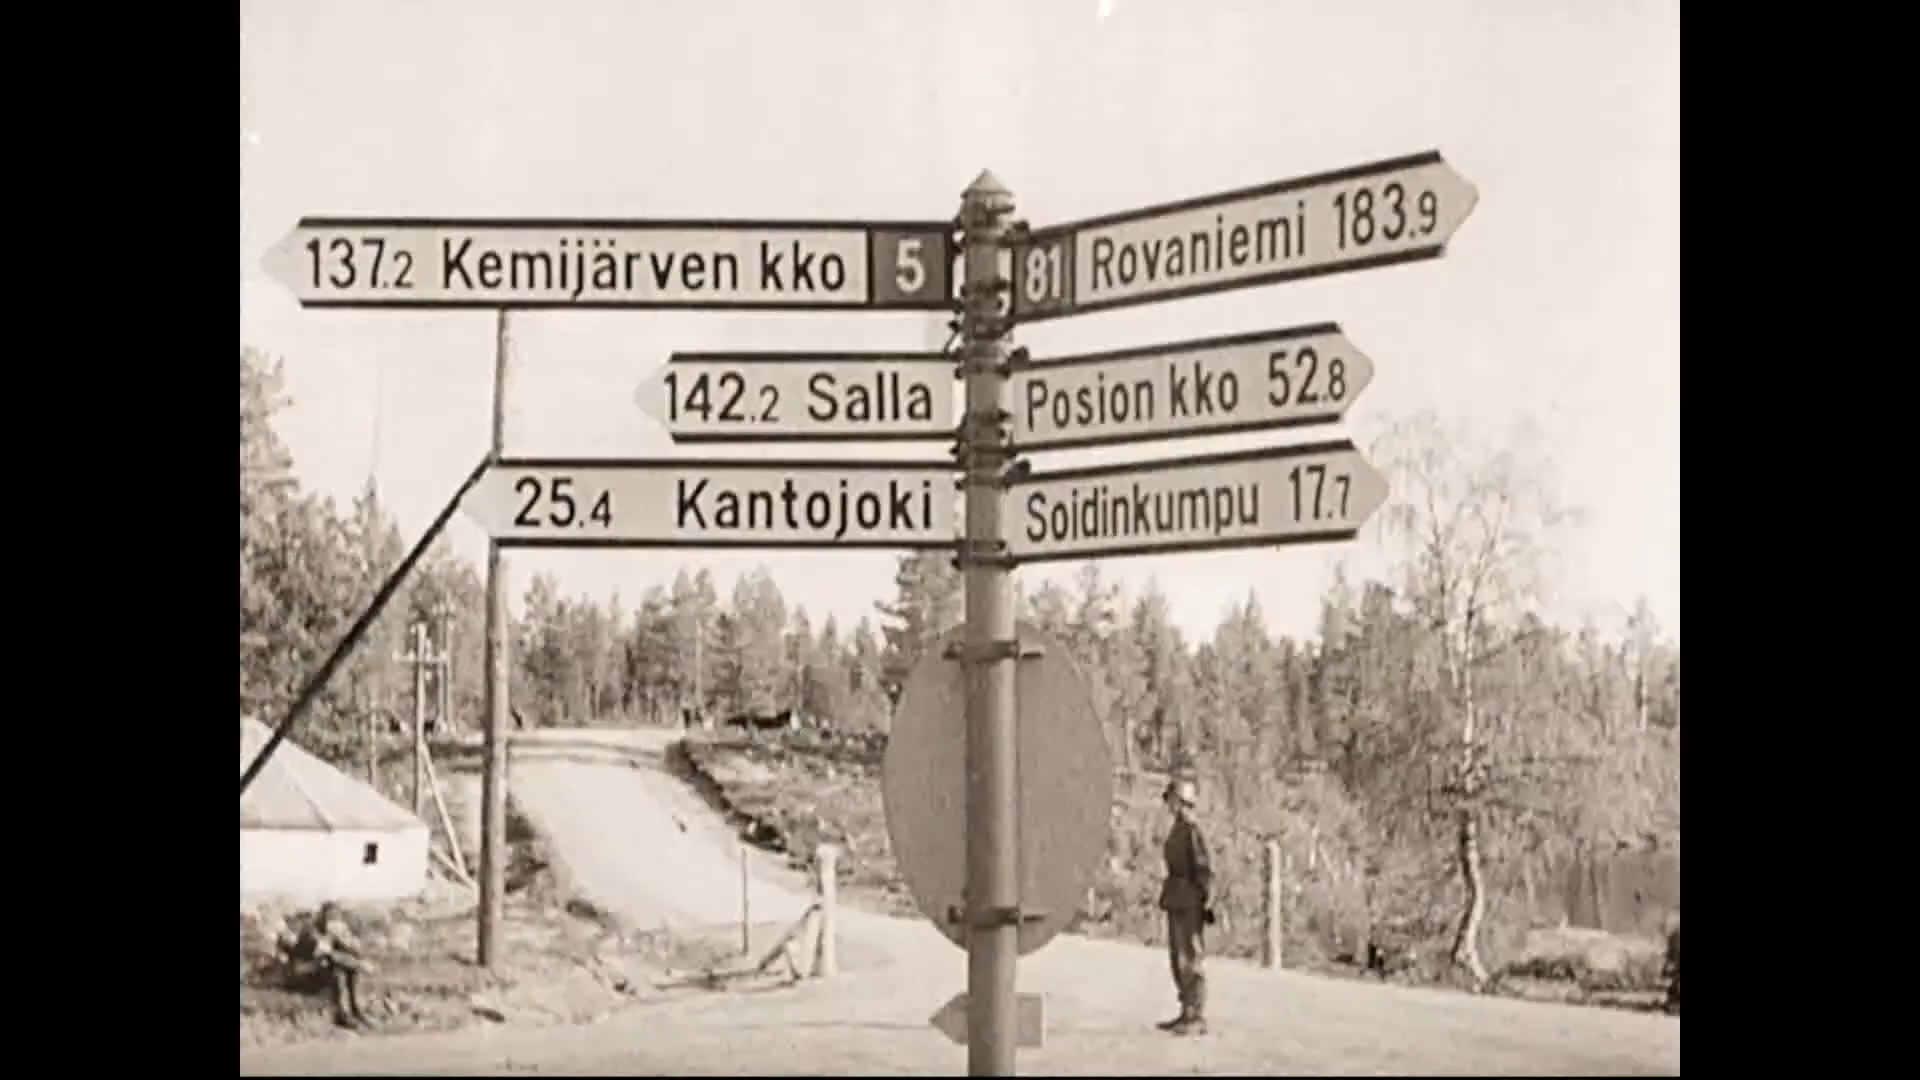 137.2 Kemijärven kko 5
81 Rovaniemi 183.9
142.2 Salla
Posion kko 52.8
25.4 Kantojoki
Soidinkumpu 17.7